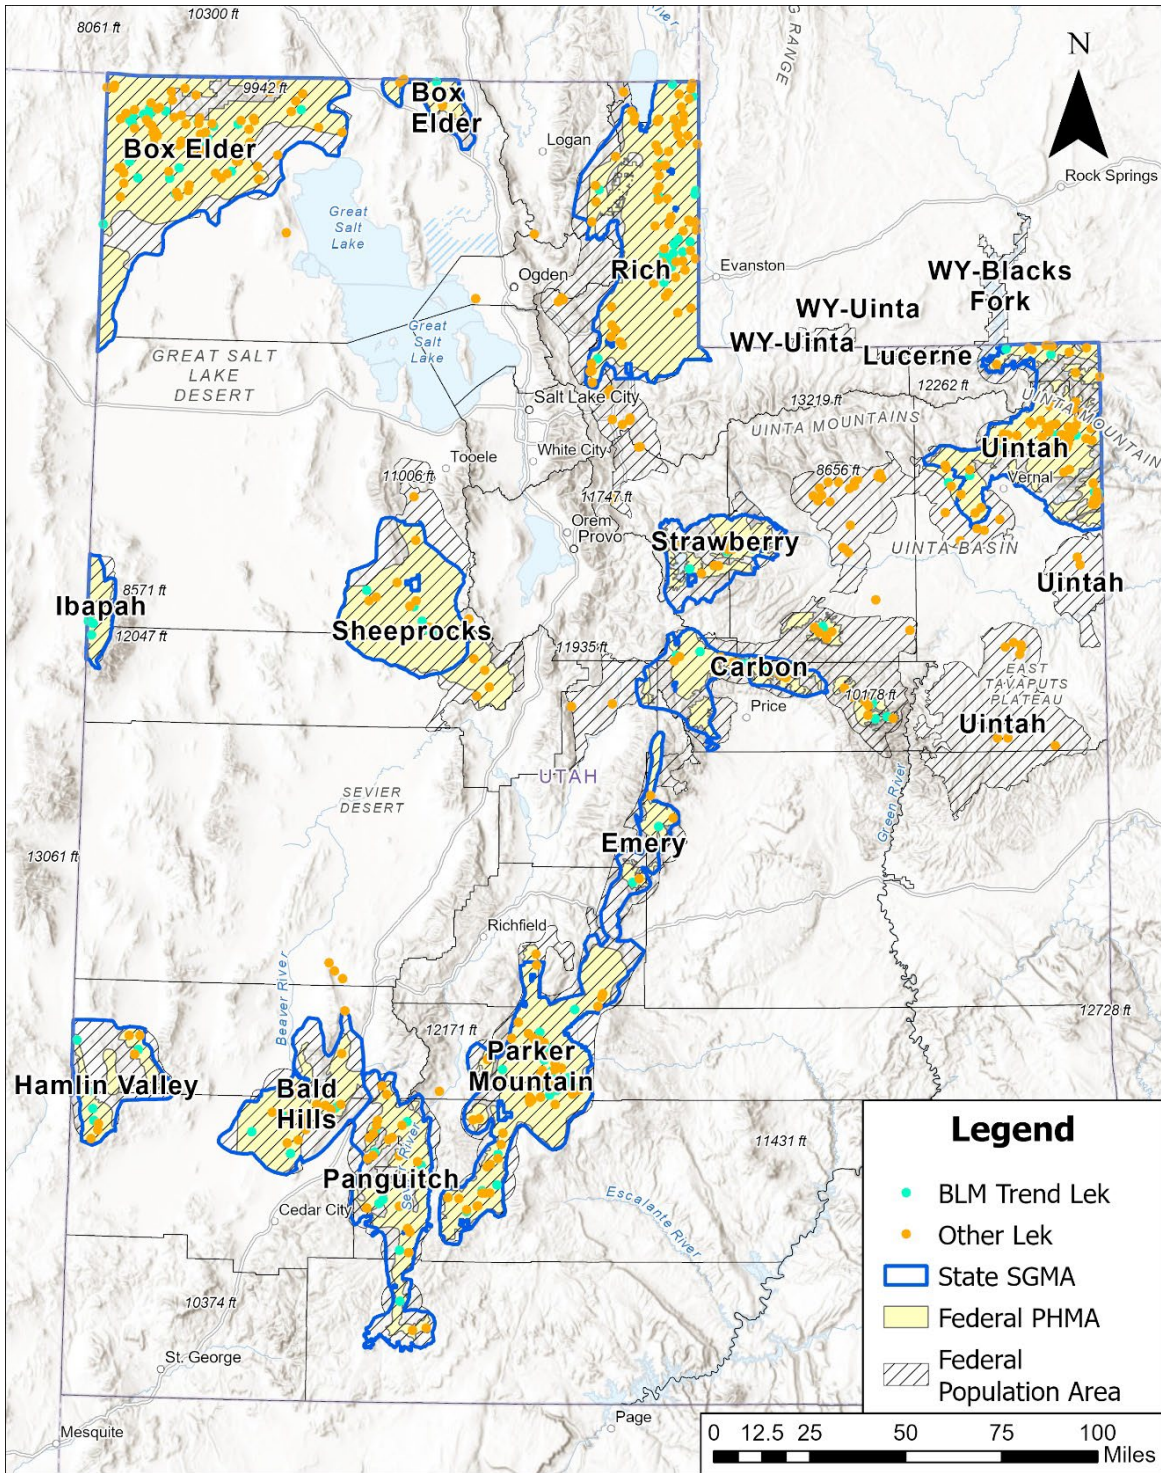 10300 ft
8061 ft
G RANGE
N
9942 ft
Box
Elder
Box Elder
Logan
Rock Springs
Great
Salt
Lake
Rich
Evanston
Ogden
WY-Blacks
Fork
WY-Uinta
WY-Uinta
Lucerne
Great
Salt
Lake
GREAT SALT
LAKE
DESERT
12262 ft
Salt Lake City
13219 ft
UINTA MOUNTAINS
UINTA MOUNTAIN
White City
Tooele
Uintah
11006 ft
8656 ft
Vernal
11747 ft
Orem
Provo
Strawberry
UINTA BASIN
8571 ft
Ibapah
Uintah
12047 ft
Sheeprocks
11935 ft
Carbon
EAST
TAVAPUTS
PLATEAU
10178 ft
Price
Uintah
UTAH
SEVIER
DESERT
Green River
13061 ft
Emery
Richfield
Beaver River
12728 ft
12171 ft
Parker
Mountain
Hamlin Valley
Bald
Hills
11431 ft
Panguitch
Sevier River
Cedar City
Escalante River
10374 ft
St. George
Mesquite
Page
Legend
BLM Trend Lek
Other Lek
State SGMA
Federal PHMA
Federal
Population Area
0 12.5 25 50 75 100
Miles